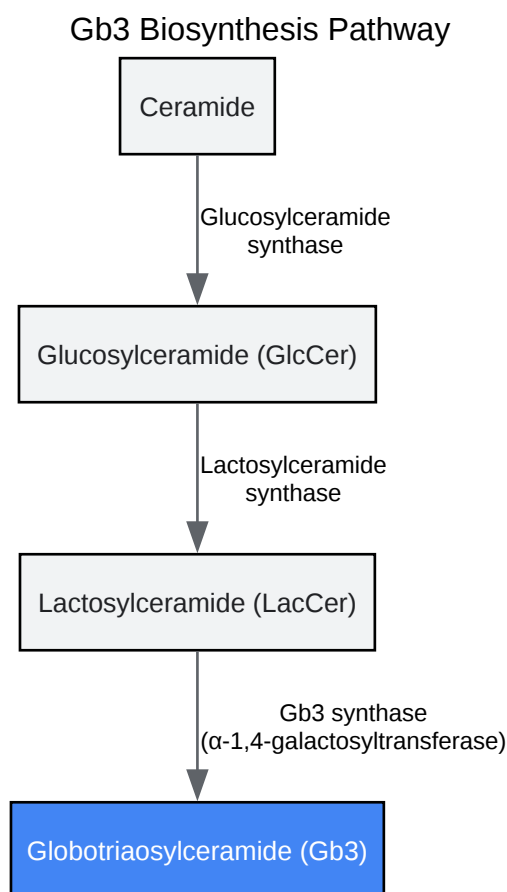 Gb3 Biosynthesis Pathway
Ceramide
Glucosylceramide
synthase
Glucosylceramide (GlcCer)
Lactosylceramide
synthase
Lactosylceramide (LacCer)
Gb3 synthase
(α-1,4-galactosyltransferase)
Globotriaosylceramide (Gb3)